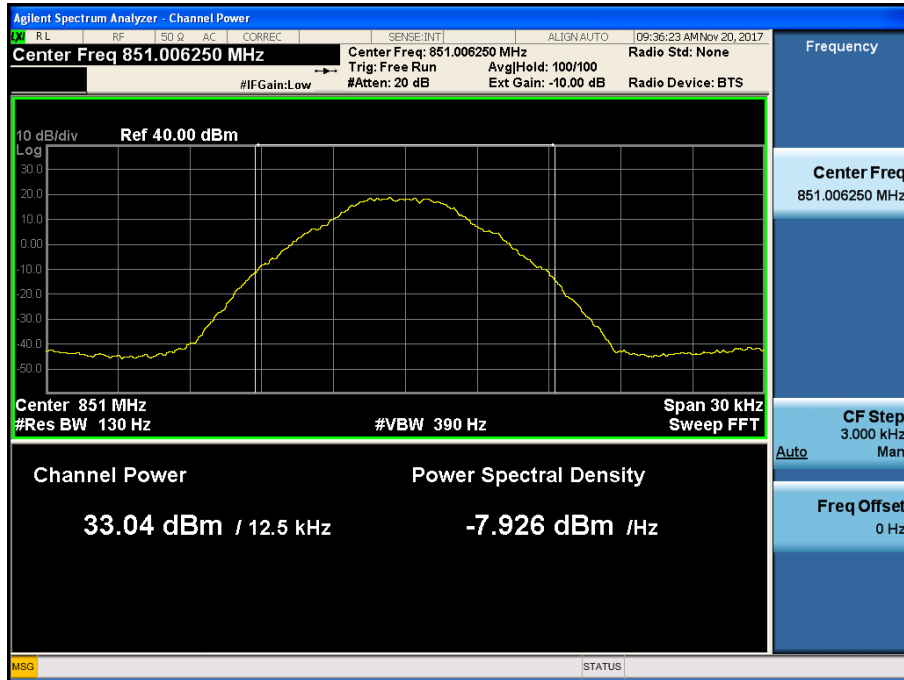 Agilent Spectrum Analyzer - Channel Power
LXI RL RF 50 Ω AC CORREC SENSE:INT ALIGN AUTO 09:36:23 AM Nov 20, 2017
Center Freq 851.006250 MHz
Center Freq: 851.006250 MHz Radio Std: None
Trig: Free Run Avg|Hold: 100/100
#IFGain:Low #Atten: 20 dB Ext Gain: -10.00 dB Radio Device: BTS
10 dB/div Ref 40.00 dBm
Log
30.0
20.0
10.0
0.00
-10.0
-20.0
-30.0
-40.0
-50.0
Center 851 MHz Span 30 kHz
#Res BW 130 Hz #VBW 390 Hz Sweep FFT
Channel Power Power Spectral Density
33.04 dBm / 12.5 kHz -7.926 dBm /Hz
MSG STATUS
Frequency
Center Freq
851.006250 MHz
CF Step
3.000 kHz
Auto Man
Freq Offset
0 Hz